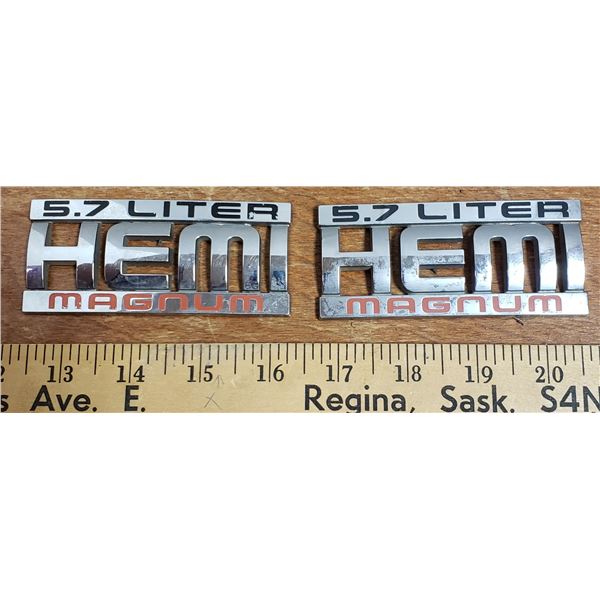 5.7 LITER 5.7 LITER
HEMI HEMI
MAGNUM MAGNUM
13 14 15 16 17 18 19 20
s Ave. E. Regina, Sask. S4N